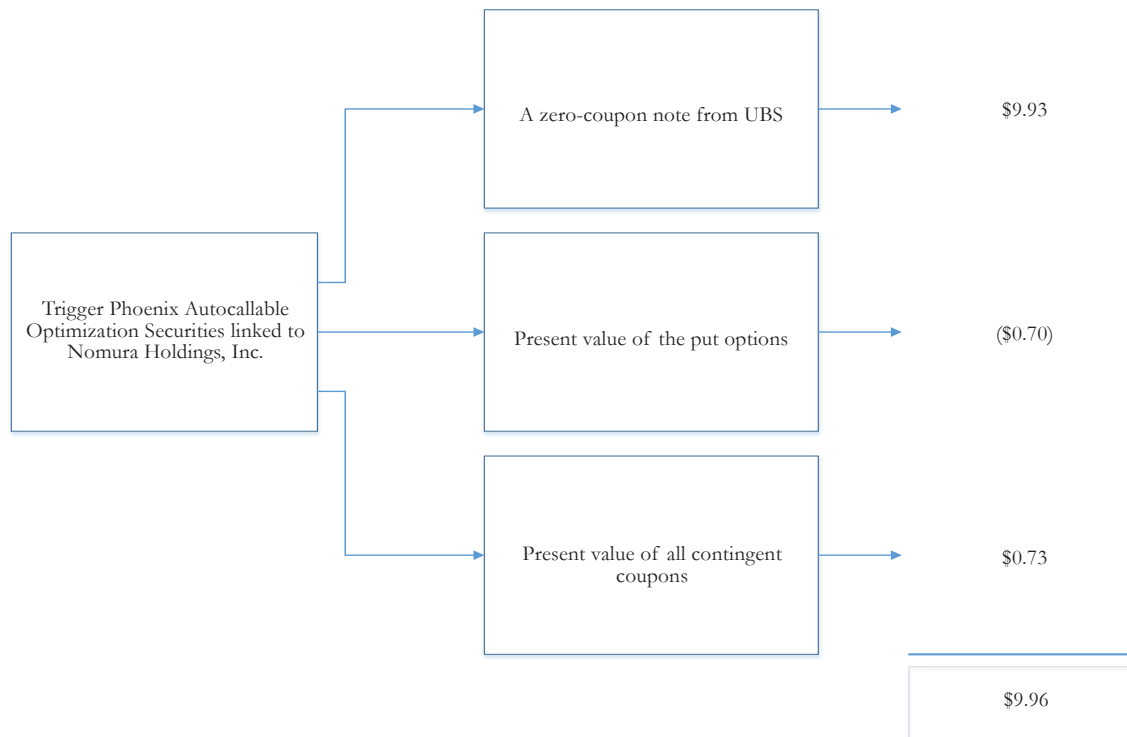 A zero-coupon note from UBS
$9.93
Trigger Phoenix Autocallable
Optimization Securities linked to
Nomura Holdings, Inc.
Present value of the put options
($0.70)
Present value of all contingent
coupons
$0.73
$9.96